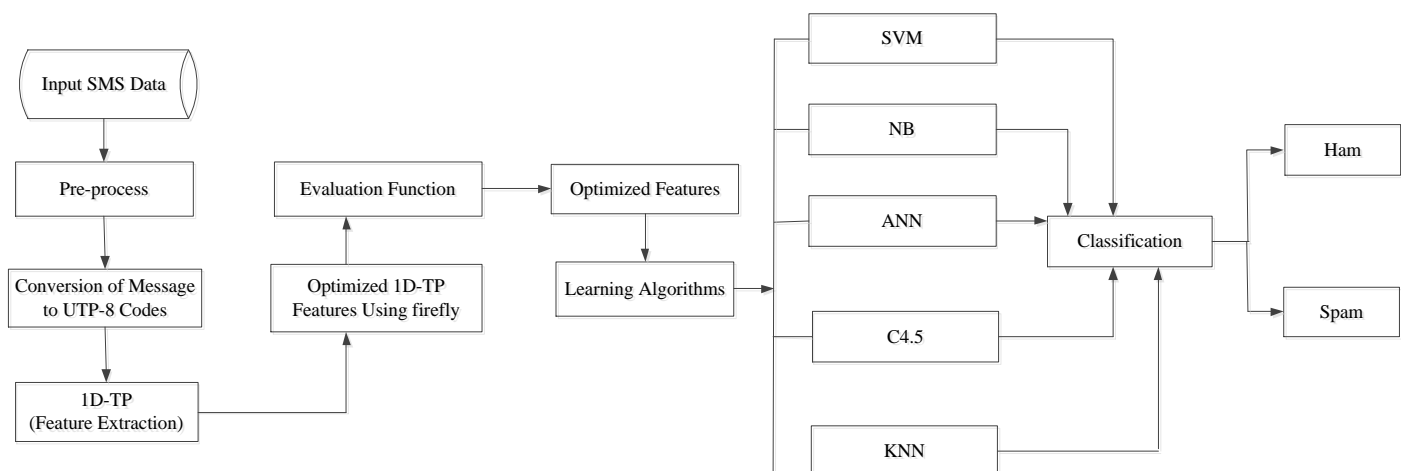 Input SMS Data
Pre-process
Conversion of Message
to UTP-8 Codes
1D-TP
(Feature Extraction)
Optimized 1D-TP
Features Using firefly
Evaluation Function
Optimized Features
Learning Algorithms
SVM
NB
ANN
C4.5
KNN
Classification
Ham
Spam